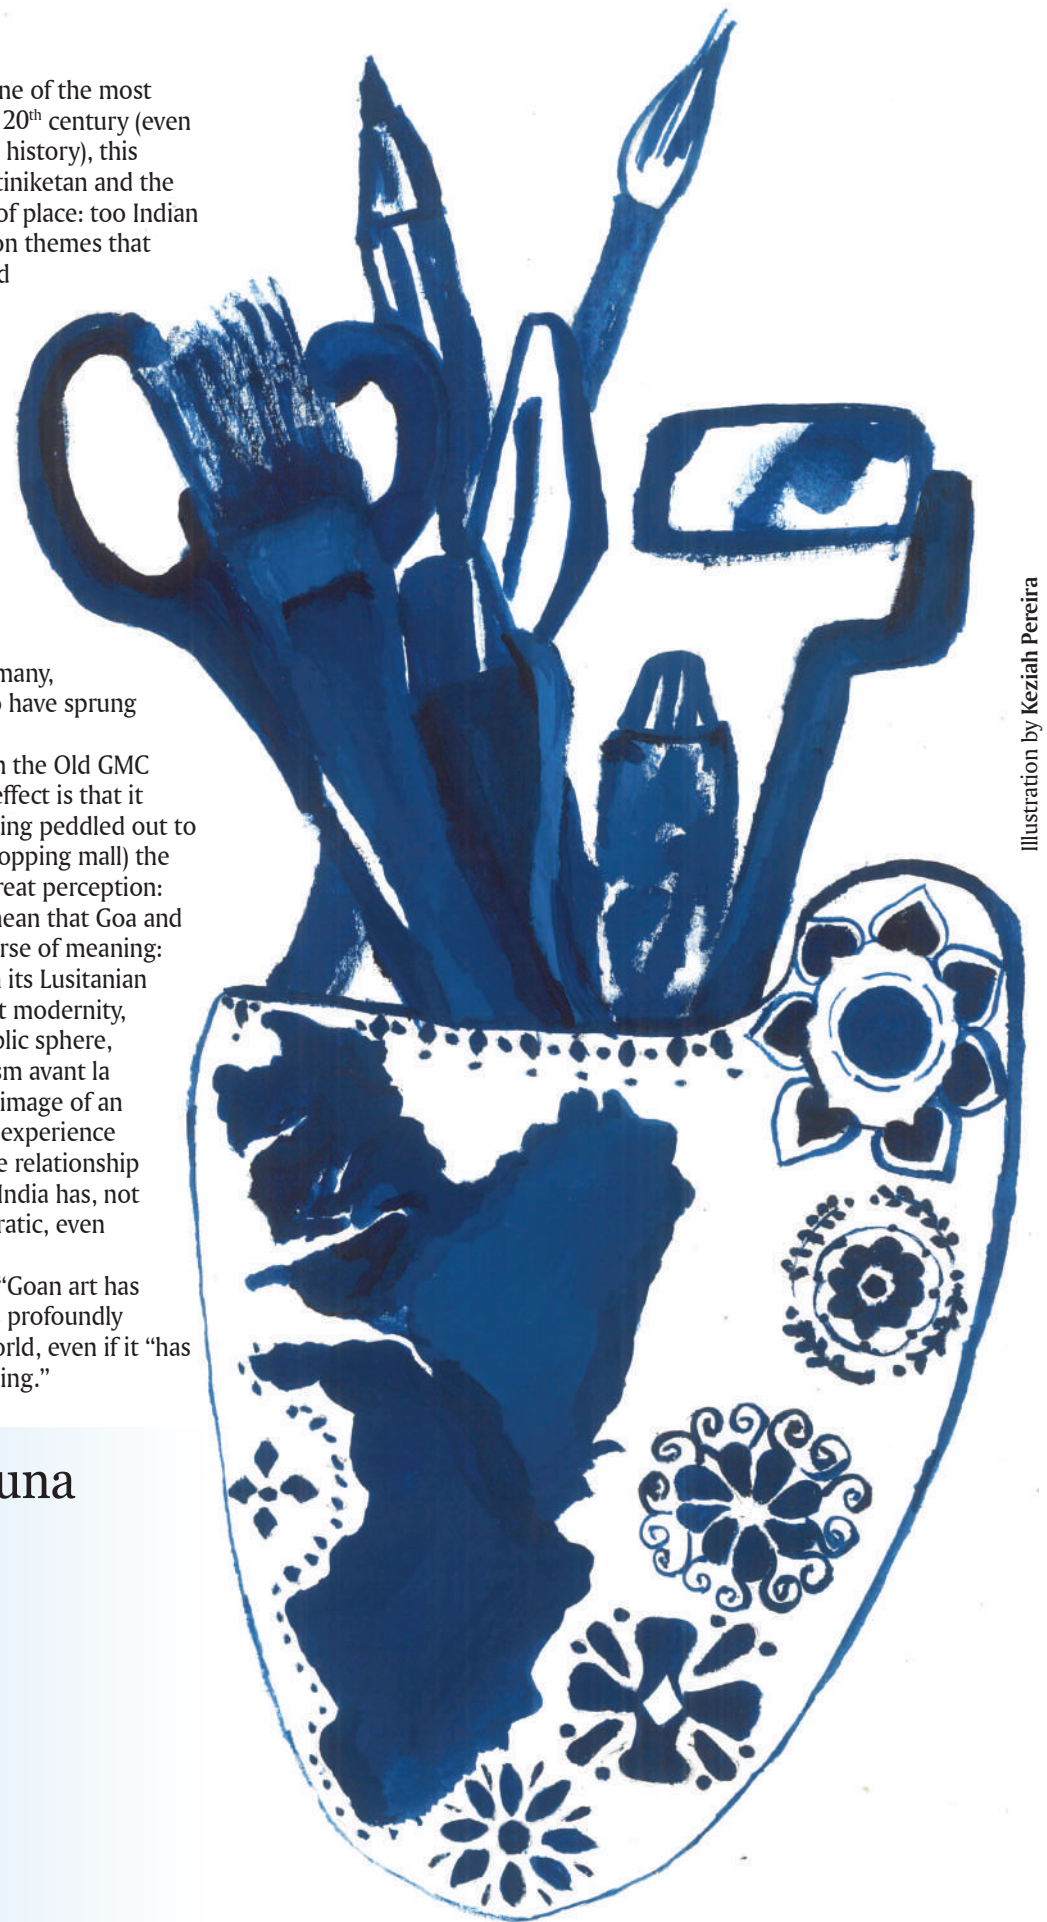 ne of the most
20th century (even
history), this
tiniketan and the
of place: too Indian
on themes that
d
many,
o have sprung
n the Old GMC
effect is that it
ing peddled out to
opping mall) the
reat perception:
nean that Goa and
rse of meaning:
n its Lusitanian
t modernity,
blic sphere,
sm avant la
image of an
experience
e relationship
India has, not
ratic, even
“Goan art has
profoundly
orld, even if it “has
ing.”
una
Illustration by Keziah Pereira